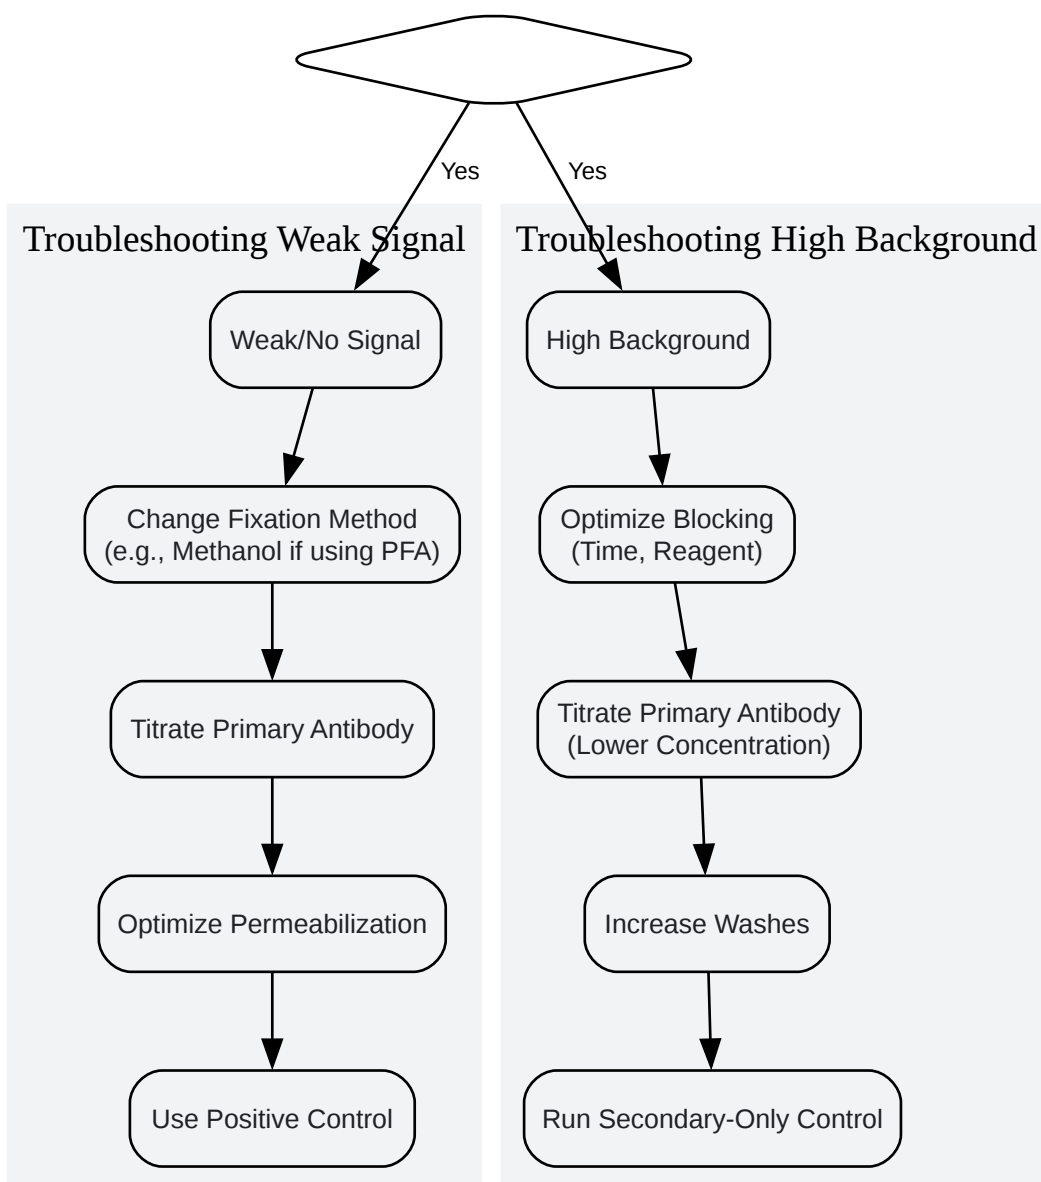 Yes
Yes
Troubleshooting Weak Signal
Troubleshooting High Background
Weak/No Signal
High Background
Change Fixation Method
(e.g., Methanol if using PFA)
Optimize Blocking
(Time, Reagent)
Titrate Primary Antibody
Titrate Primary Antibody
(Lower Concentration)
Optimize Permeabilization
Increase Washes
Use Positive Control
Run Secondary-Only Control